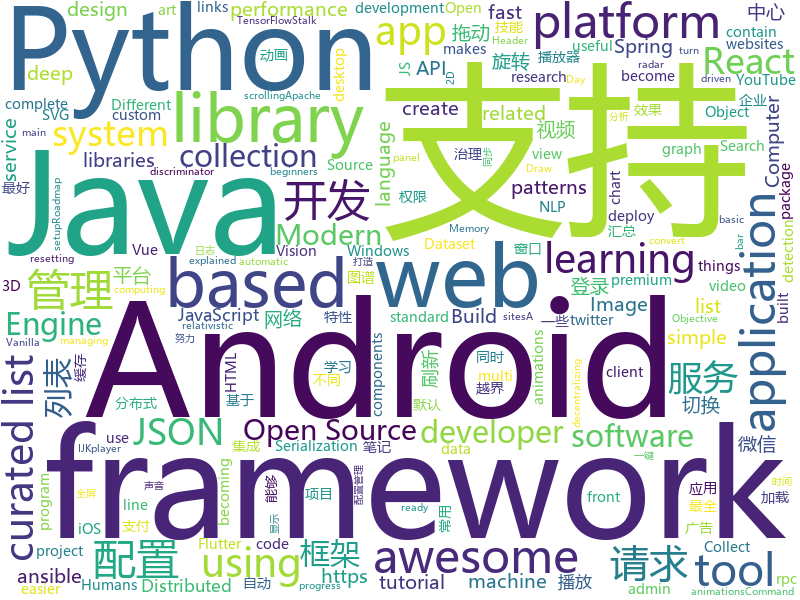 TensorFlowStalk
links
performance
development
Open
中心
design
art
Python
app
拖动
技能
Header
platform
contain
fast
becomes
deep
动画
desktop
JS
旋转
播放器
useful
Spring
makes
turn
driven
websites
API
2D
research
Day
radar
React
complete
Different
scrollingApache
create
related
become
YouTube
SVG
custom
library
language
视频
分析
效果
企业
service
system
Source
view
graph
Object
Search
main
libraries
collection
支持
治理
协同
panel
patterns
Computer
package
最好
discriminator
beginners
开发
权限
Draw
NLP
chart
deploy
detection
setupRoadmap
Java
Modern
Memory
basic
resetting
Vue
日志
explained
automatic
Vision
Windows
Dataset
窗口
汇总
bar
convert
based
web
learning
things
3D
管理
平台
computing
打造
图谱
登录
premium
video
built
Engine
JavaScript
特性
Image
list
application
Vanilla
managing
relativistic
网络
standard
Build
一些
twitter
sitesA
simple
Objective
列表
缓存
努力
HTML
学习
不同
刷新
同时
multi
animations
client
服务
curated list
Android
基于
components
越界
decentralizing
分布式
默认
切换
JSON
Open Source
developer
use
IJKplayer
集成
Serialization
笔记
data
software
微信
framework
program
becoming
line
支付
能够
项目
code
ready
常用
front
应用
最全
加载
iOS
全屏
声音
配置管理
一键
时间
project
配置
using
框架
awesome
请求
tool
广告
ansible
Flutter
显示
Collect
rpc
Humans
Distributed
自动
https
tutorial
machine
播放
admin
easier
progress
animationsCommand